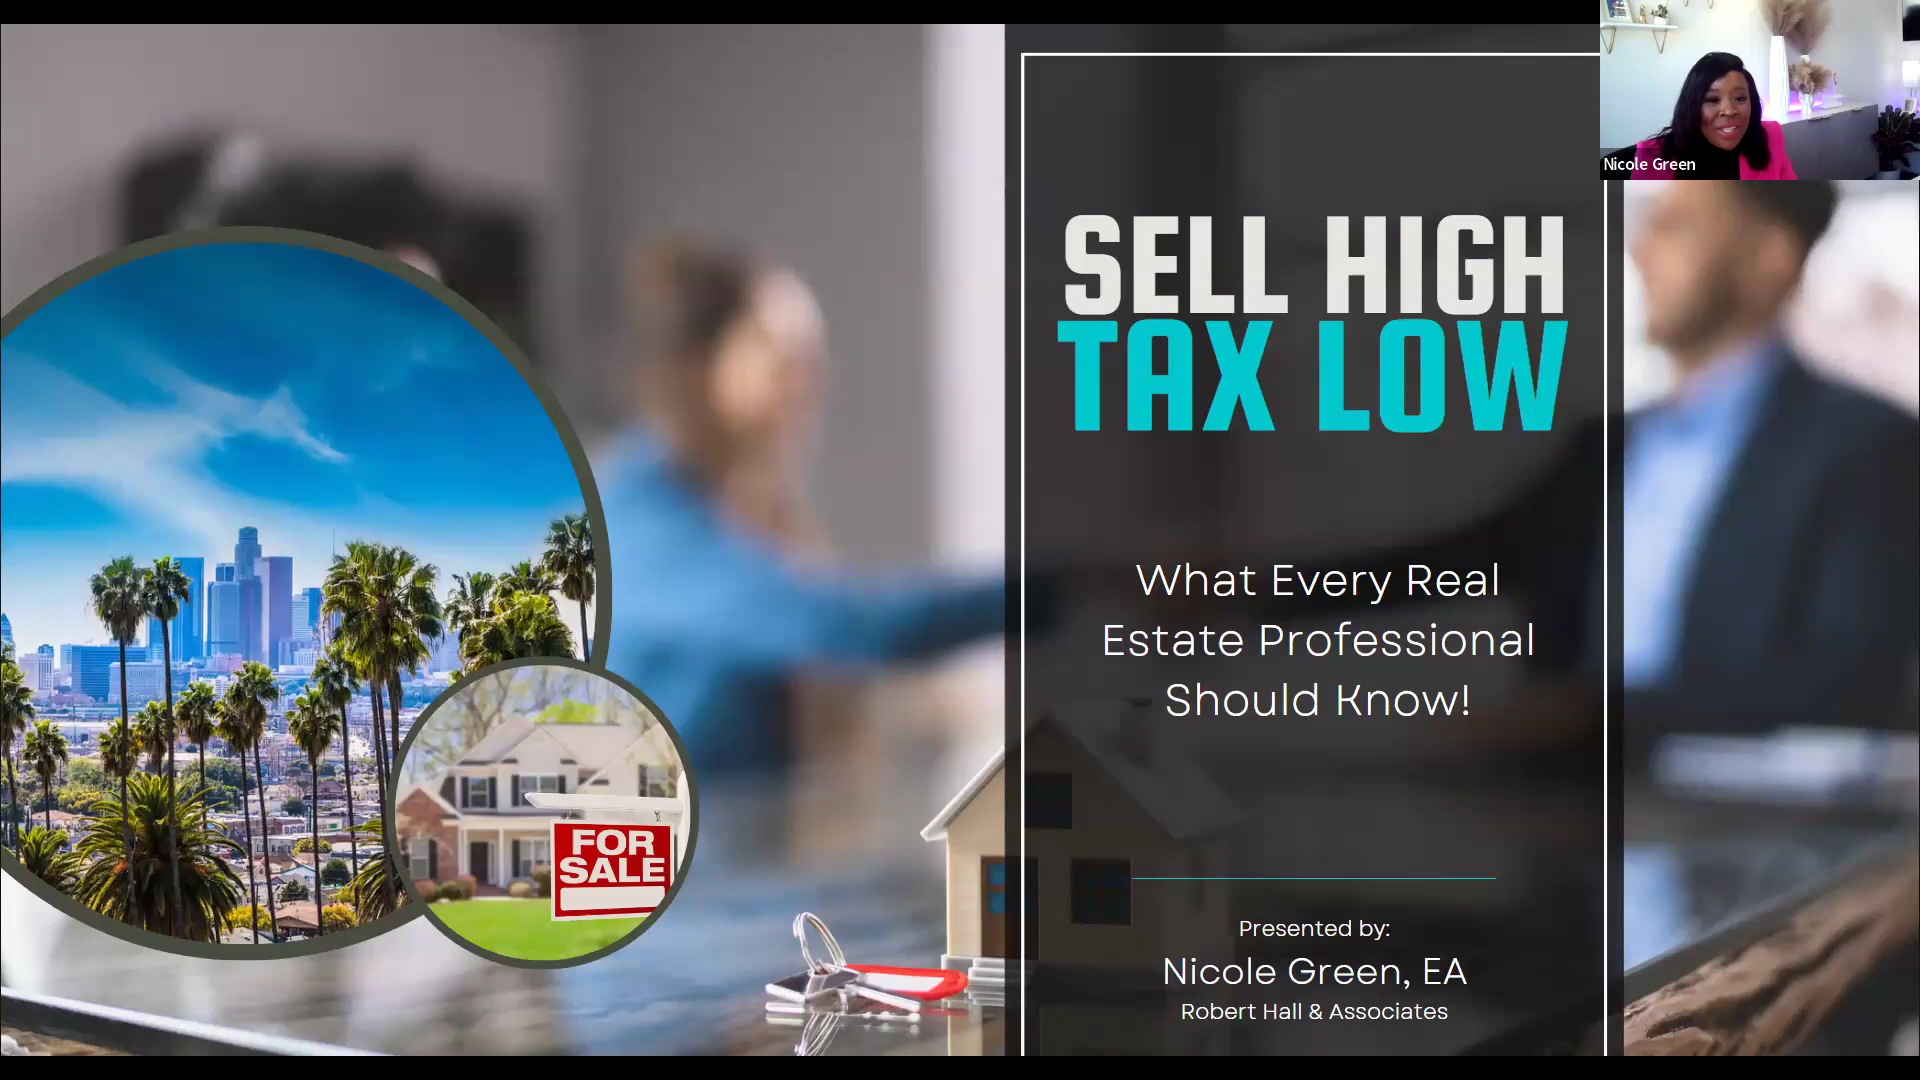 Nicole Green
SELL HIGH
TAX LOW
What Every Real
Estate Professional
Should Know!
FOR
SALE
Presented by:
Nicole Green, EA
Robert Hall & Associates